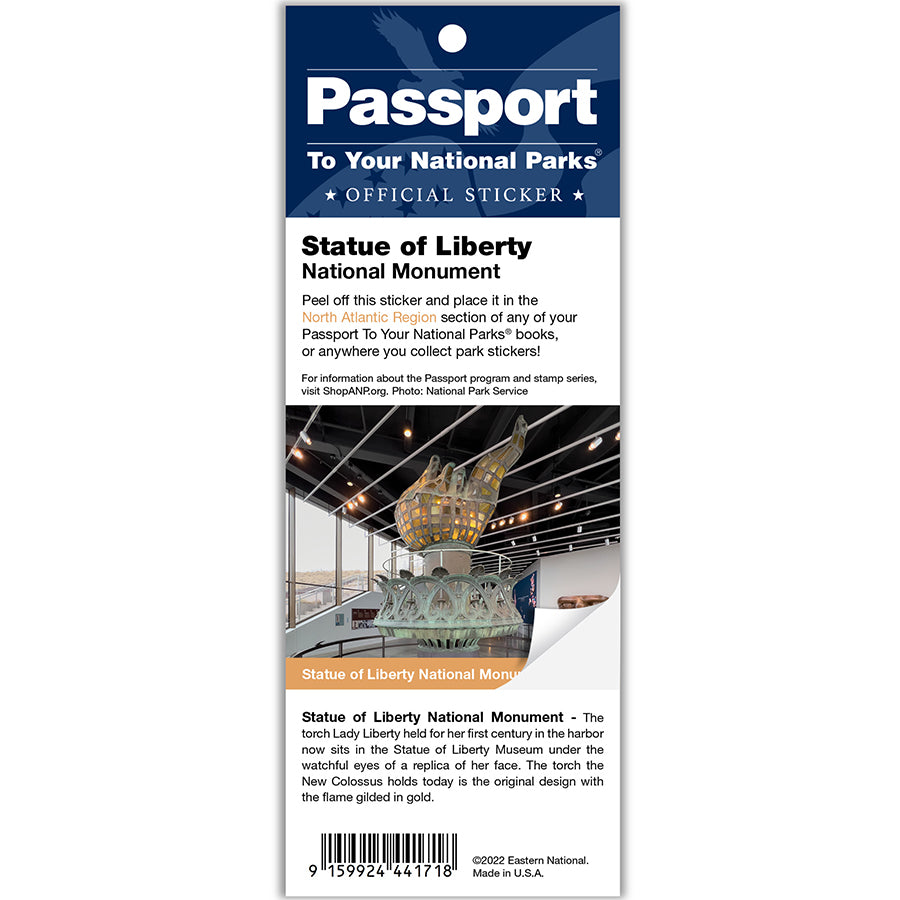 Passport
To Your National Parks®
★ OFFICIAL STICKER ★
Statue of Liberty
National Monument
Peel off this sticker and place it in the
North Atlantic Region section of any of your
Passport To Your National Parks® books,
or anywhere you collect park stickers!
For information about the Passport program and stamp series,
visit ShopANP.org. Photo: National Park Service
Statue of Liberty National Monu
Statue of Liberty National Monument - The
torch Lady Liberty held for her first century in the harbor
now sits in the Statue of Liberty Museum under the
watchful eyes of a replica of her face. The torch the
New Colossus holds today is the original design with
the flame gilded in gold.
9 159924 441718
©2022 Eastern National.
Made in U.S.A.